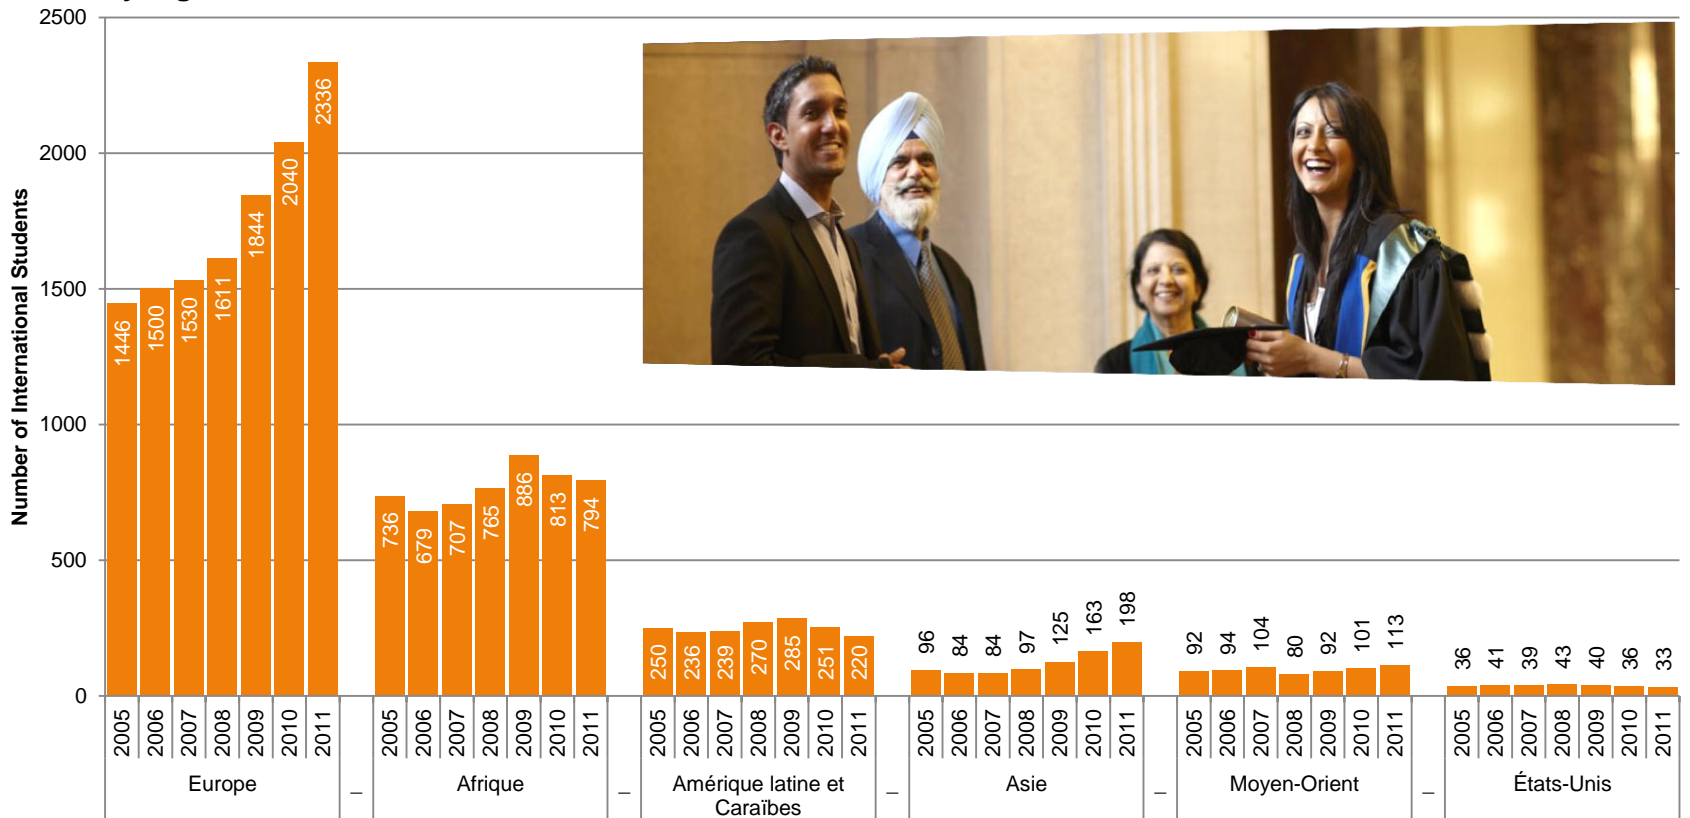 2500
2000
1500
1000
500
0
Number of International Students
1446 1500 1530 1611 1844 2040 2336
736 679 707 765 886 813 794
250 236 239 270 285 251 220
96 84 84 97 125 163 198
92 94 104 80 92 101 113
36 41 39 43 40 36 33
2005 2006 2007 2008 2009 2010 2011
2005 2006 2007 2008 2009 2010 2011
2005 2006 2007 2008 2009 2010 2011
2005 2006 2007 2008 2009 2010 2011
2005 2006 2007 2008 2009 2010 2011
2005 2006 2007 2008 2009 2010 2011
Europe
_
Afrique
_
Amérique latine et
Caraïbes
_
Asie
_
Moyen-Orient
_
États-Unis